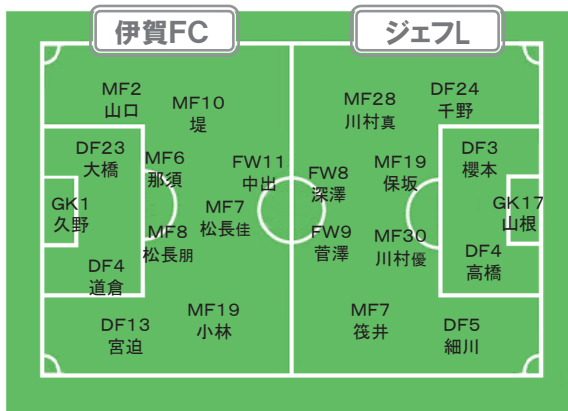 伊賀FC
MF2
山口
MF10
堤
DF23
大橋
MF6
那須
GK1
久野
FW11
中出
MF7
松長佳
MF8
松長朋
DF4
道倉
MF19
小林
DF13
宮迫
ジェフL
DF24
千野
MF28
川村真
DF3
櫻本
MF19
保坂
FW8
深澤
GK17
山根
FW9
菅澤
MF30
川村優
DF4
高橋
MF7
筏井
DF5
細川